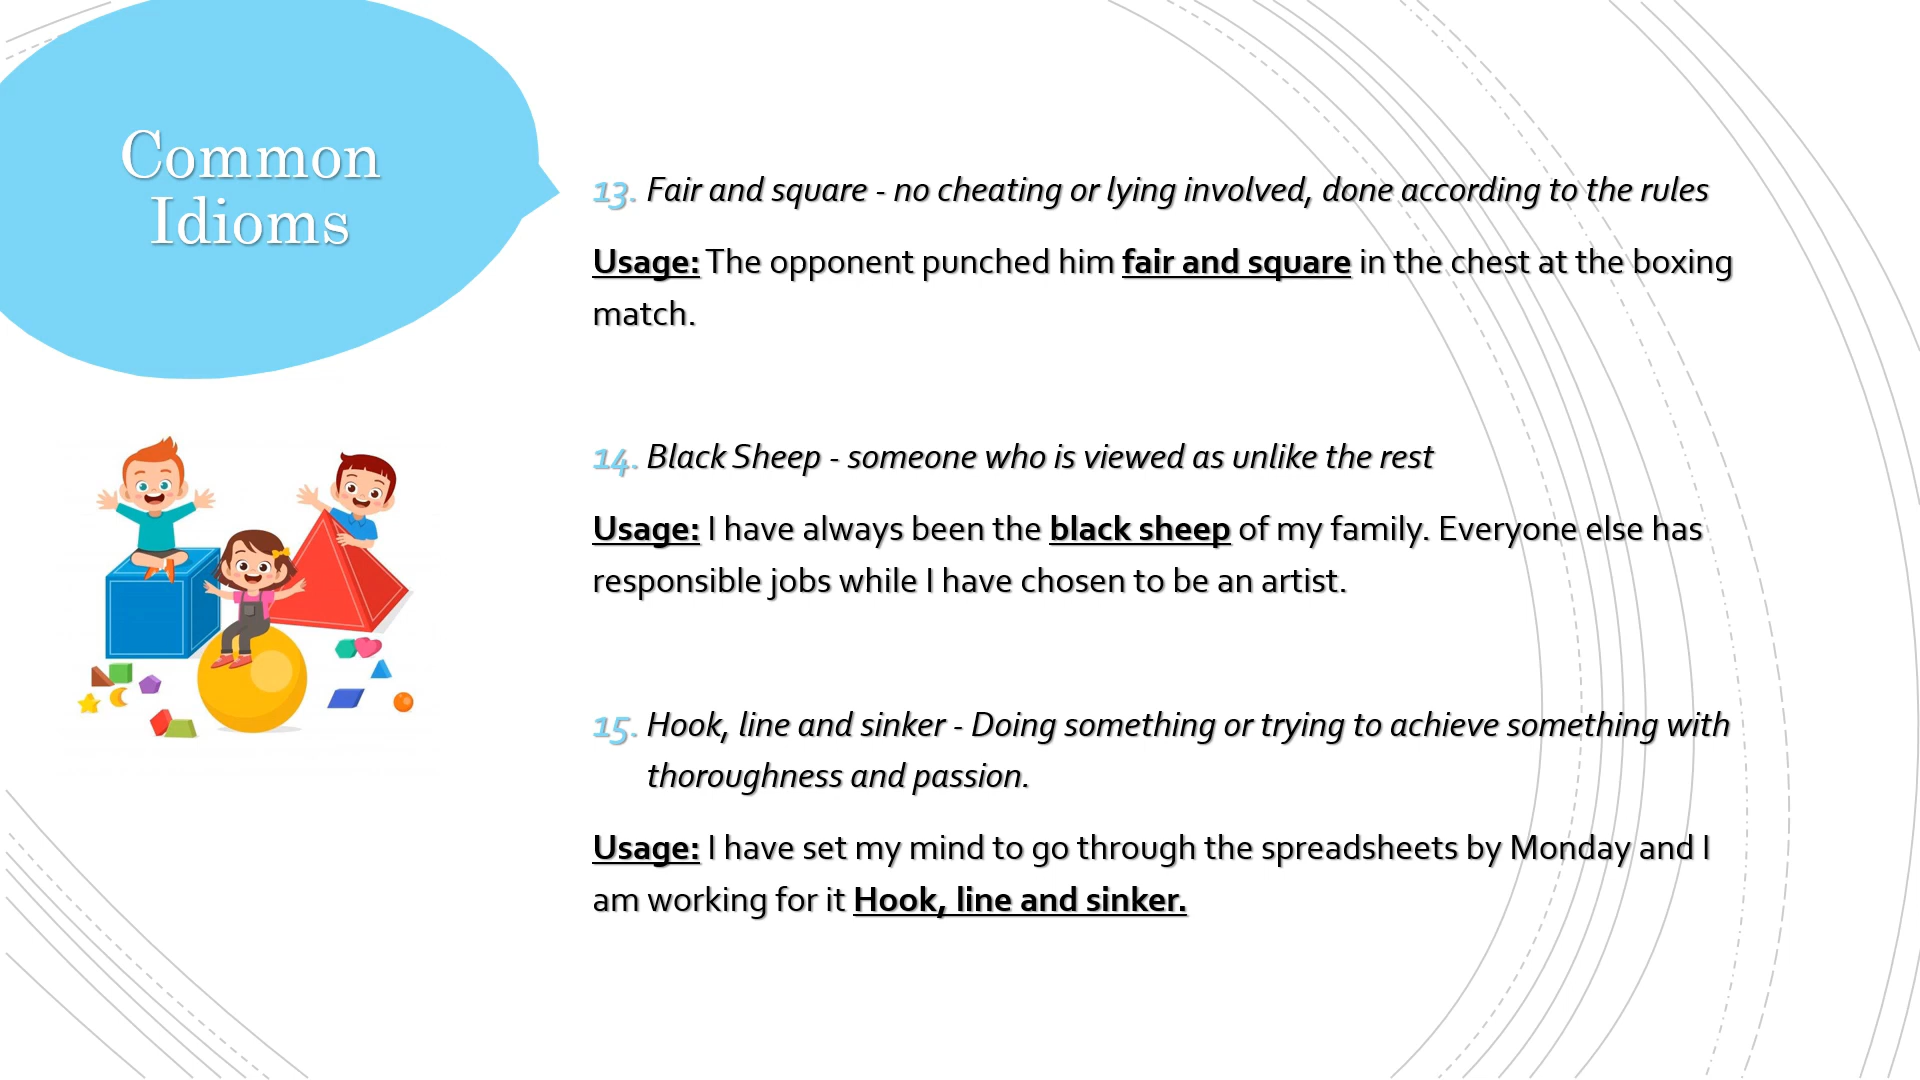 Common
Idioms
13. Fair and square - no cheating or lying involved, done according to the rules
Usage: The opponent punched him fair and square in the chest at the boxing
match.
14. Black Sheep - someone who is viewed as unlike the rest
Usage: I have always been the black sheep of my family. Everyone else has
responsible jobs while I have chosen to be an artist.
15. Hook, line and sinker - Doing something or trying to achieve something with
thoroughness and passion.
Usage: I have set my mind to go through the spreadsheets by Monday and I
am working for it Hook, line and sinker.